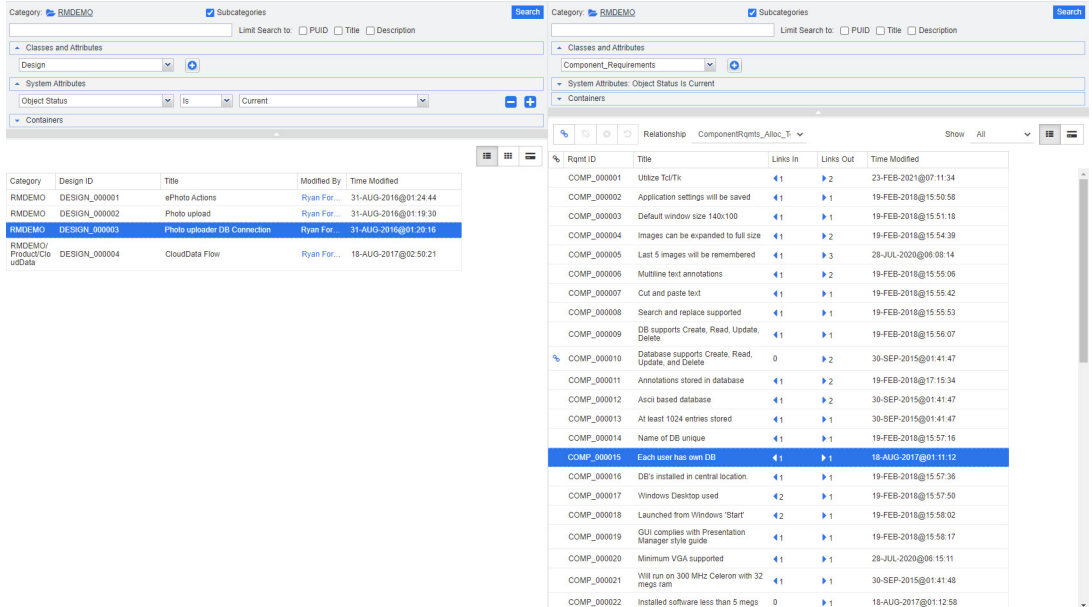 Category: RMDEMO Subcategories Search
Limit Search to: PUID Title Description
Classes and Attributes
Design
System Attributes
Object Status Is Current
Containers
Category Design ID Title Modified By Time Modified
RMDEMO DESIGN_000001 ePhoto Actions Ryan For... 31-AUG-2016@01:24:44
RMDEMO DESIGN_000002 Photo upload Ryan For... 31-AUG-2016@01:19:30
RMDEMO DESIGN_000003 Photo uploader DB Connection Ryan For... 31-AUG-2016@01:20:16
RMDEMO/
Product/Clo DESIGN_000004 CloudData Flow Ryan For... 18-AUG-2017@02:50:21
udData
Category: RMDEMO Subcategories Search
Limit Search to: PUID Title Description
Classes and Attributes
Component_Requirements
System Attributes: Object Status Is Current
Containers
Relationship ComponentRqmts_Alloc_T Show All
Rqmt ID Title Links In Links Out Time Modified
COMP_000001 Utilize Tcl/Tk 1 2 23-FEB-2021@07:11:34
COMP_000002 Application settings will be saved 1 1 19-FEB-2018@15:50:58
COMP_000003 Default window size 140x100 1 1 19-FEB-2018@15:51:18
COMP_000004 Images can be expanded to full size 1 2 19-FEB-2018@15:54:39
COMP_000005 Last 5 images will be remembered 1 3 28-JUL-2020@06:08:14
COMP_000006 Multiline text annotations 1 2 19-FEB-2018@15:55:06
COMP_000007 Cut and paste text 1 1 19-FEB-2018@15:55:42
COMP_000008 Search and replace supported 1 1 19-FEB-2018@15:55:53
COMP_000009 DB supports Create, Read, Update, 1 1 19-FEB-2018@15:56:07
Delete
COMP_000010 Database supports Create, Read, 0 2 30-SEP-2015@01:41:47
Update, and Delete
COMP_000011 Annotations stored in database 1 2 19-FEB-2018@17:15:34
COMP_000012 Ascii based database 1 2 30-SEP-2015@01:41:47
COMP_000013 At least 1024 entries stored 1 1 30-SEP-2015@01:41:47
COMP_000014 Name of DB unique 1 1 19-FEB-2018@15:57:16
COMP_000015 Each user has own DB 1 1 18-AUG-2017@01:11:12
COMP_000016 DB's installed in central location. 1 1 19-FEB-2018@15:57:36
COMP_000017 Windows Desktop used 2 1 19-FEB-2018@15:57:50
COMP_000018 Launched from Windows 'Start' 2 1 19-FEB-2018@15:58:02
COMP_000019 GUI complies with Presentation 1 1 19-FEB-2018@15:58:17
Manager style guide
COMP_000020 Minimum VGA supported 1 1 28-JUL-2020@06:15:11
COMP_000021 Will run on 300 MHz Celeron with 32 1 1 30-SEP-2015@01:41:48
megs ram
COMP_000022 Installed software less than 5 megs 0 1 18-AUG-2017@01:12:58